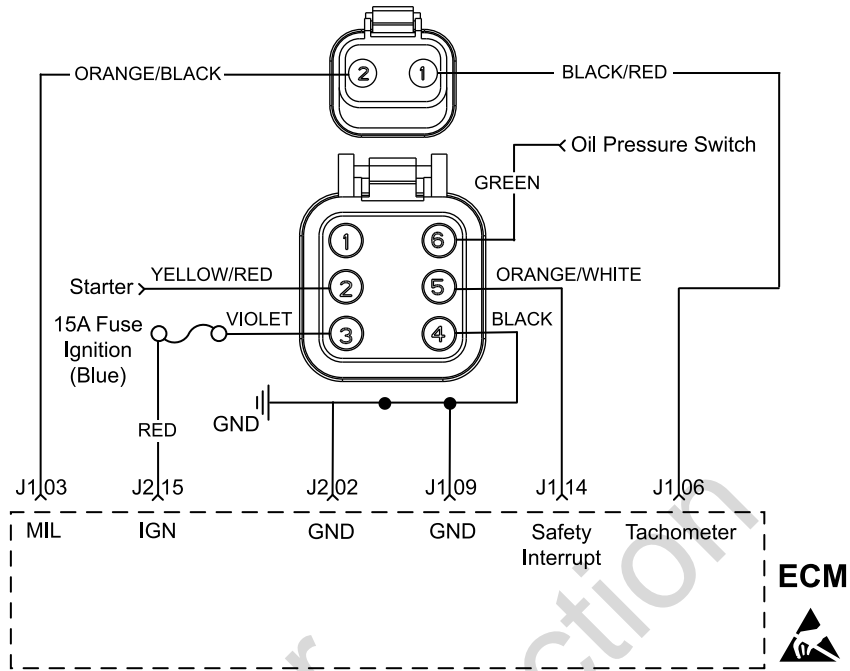 ORANGE/BLACK
2
1
BLACK/RED
Oil Pressure Switch
GREEN
1
6
Starter
YELLOW/RED
2
5
ORANGE/WHITE
15A Fuse
Ignition
(Blue)
VIOLET
3
4
BLACK
RED
GND
J1 03
J2 15
J2 02
J1 09
J1 14
J1 06
MIL
IGN
GND
GND
Safety
Interrupt
Tachometer
ECM
ction